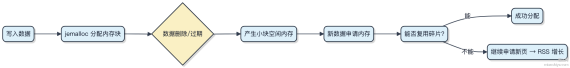 写入数据
jemalloc 分配内存块
数据删除/过期
产生小块空闲内存
新数据申请内存
能否复用碎片?
能
成功分配
不能
继续申请新页 → RSS 增长